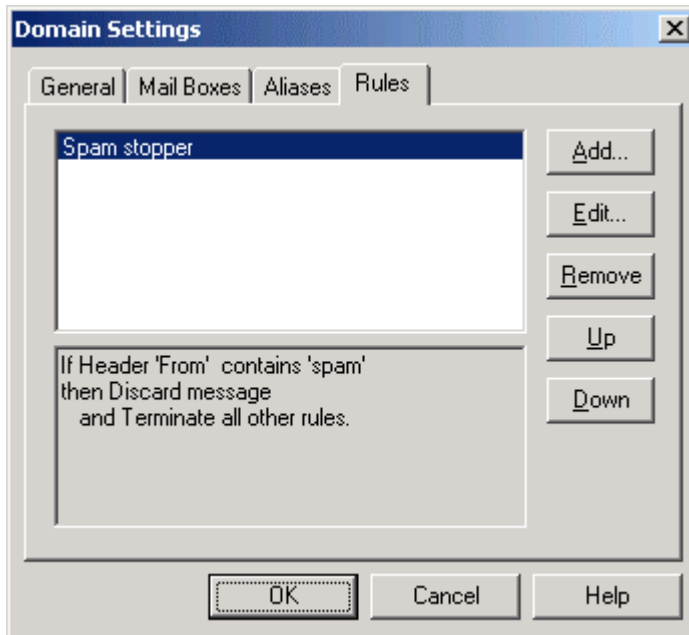 Domain Settings
General Mail Boxes Aliases Rules
Spam stopper
Add...
Edit...
Remove
Up
Down
If Header 'From'  contains 'spam'
then Discard message
and Terminate all other rules.
OK Cancel Help